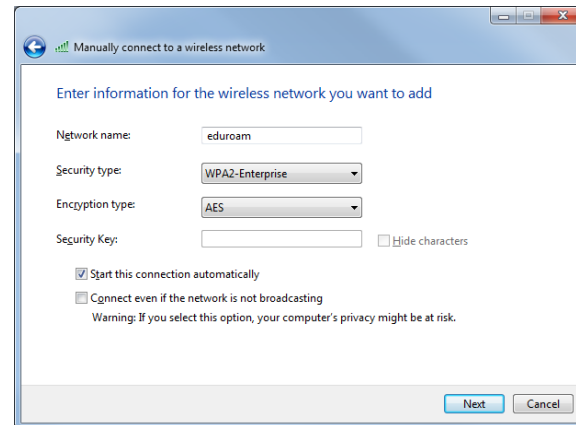 Manually connect to a wireless network
Enter information for the wireless network you want to add
Network name: eduroam
Security type: WPA2-Enterprise
Encryption type: AES
Security Key: Hide characters
Start this connection automatically
Connect even if the network is not broadcasting
Warning: If you select this option, your computer's privacy might be at risk.
Next Cancel